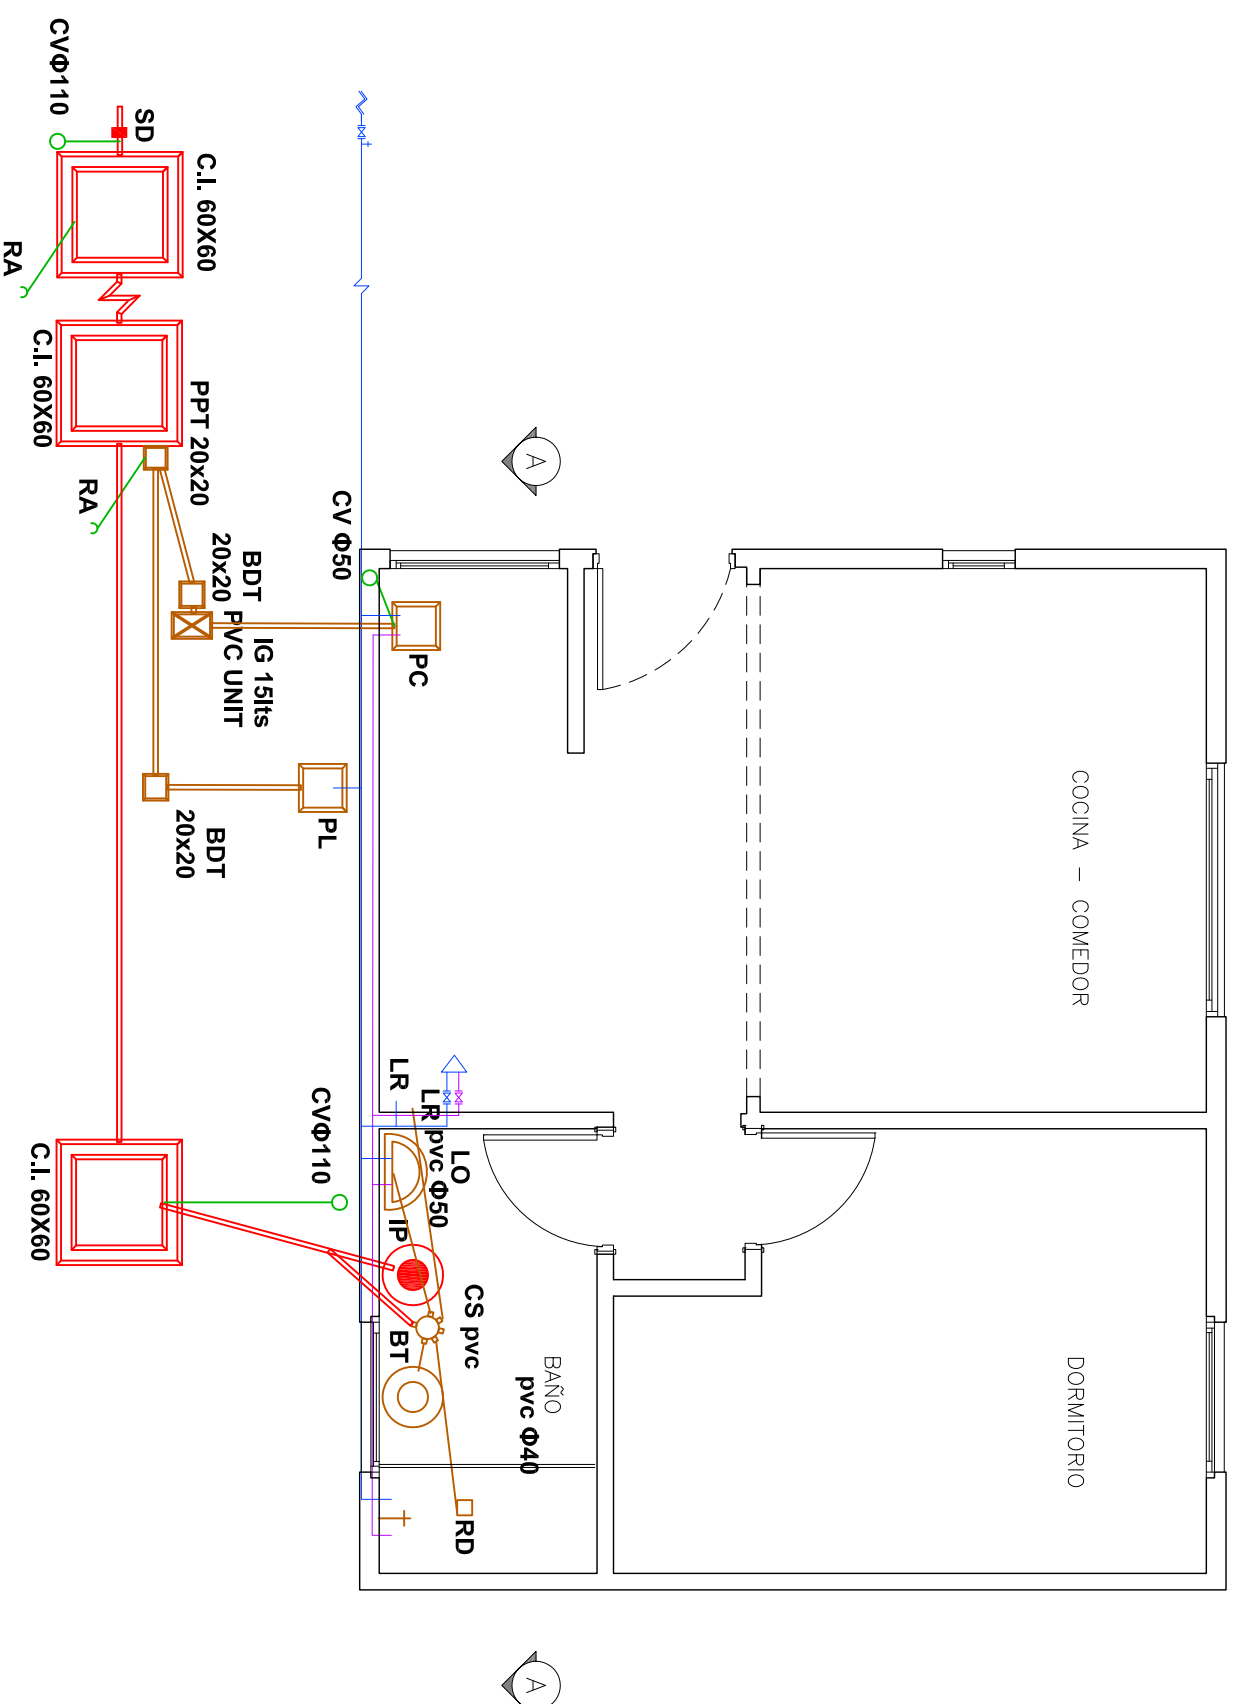 CVΦ110
SD
C.I. 60X60
RA
C.I. 60X60
PPT 20x20
RA
BDT
20x20
IG 15lts
PVC UNIT
CV Φ50
PC
PL
BDT
20x20
A
COCINA - COMEDOR
LR
LR pvc Φ50
LO
CVΦ110
C.I. 60X60
IP
CS pvc
BT
BAÑO
pvc Φ40
RD
DORMITORIO
A